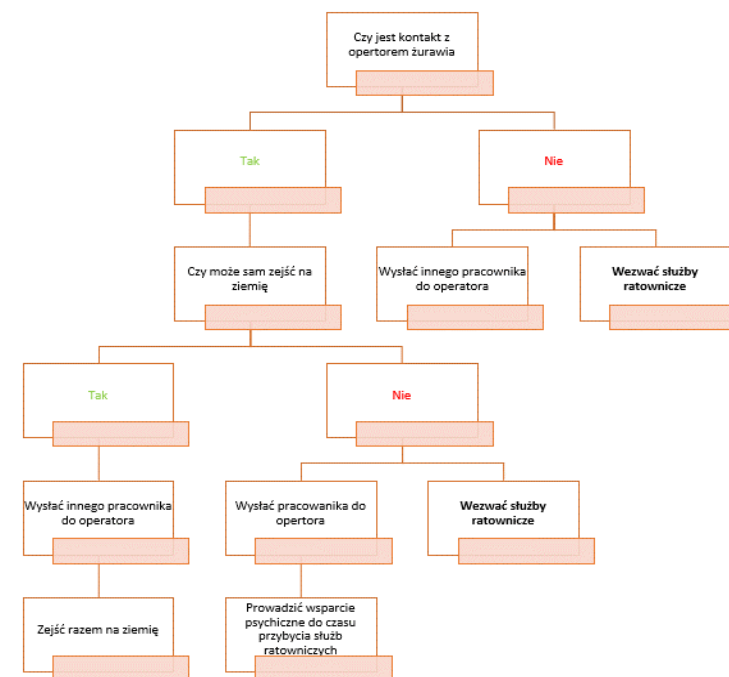 Czy jest kontakt z
opertorem żurawia
Tak
Nie
Czy może sam zejść na
ziemię
Wysłać innego pracownika
do operatora
Wezwać służby
ratownicze
Tak
Nie
Wysłać innego pracownika
do operatora
Wysłać pracowanika do
opertora
Wezwać służby
ratownicze
Zejść razem na ziemię
Prowadzić wsparcie
psychiczne do czasu
przybycia służb
ratowniczych